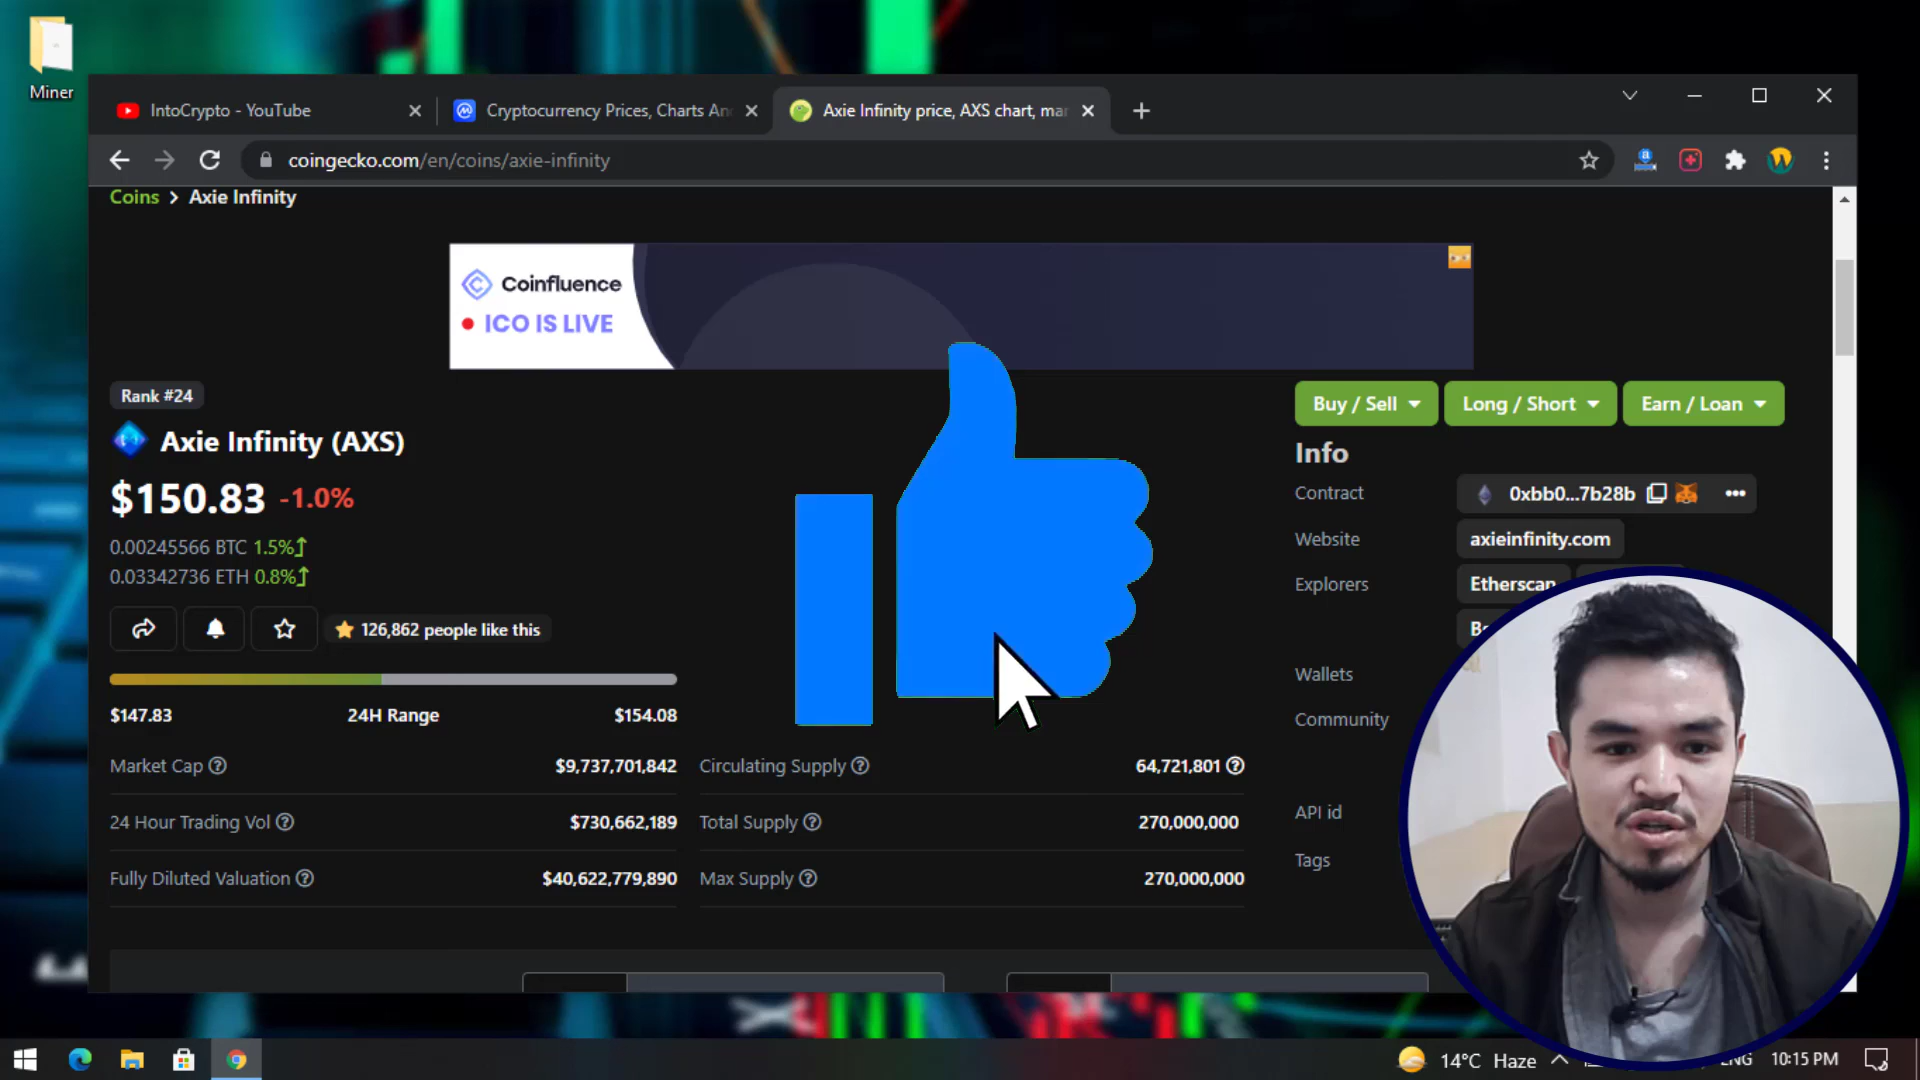 Miner
IntoCrypto - YouTube
Cryptocurrency Prices, Charts An
Axie Infinity price, AXS chart, mar
coingecko.com/en/coins/axie-infinity
Coins > Axie Infinity
Coinfluence
ICO IS LIVE
Rank #24
Buy / Sell
Long / Short
Earn / Loan
Axie Infinity (AXS)
Info
$150.83 -1.0%
Contract
0xbb0...7b28b
0.00245566 BTC 1.5%
Website
axieinfinity.com
0.03342736 ETH 0.8%
Explorers
Etherscan
126,862 people like this
Wallets
$147.83
24H Range
$154.08
Community
Market Cap
$9,737,701,842
Circulating Supply
64,721,801
24 Hour Trading Vol
$730,662,189
Total Supply
270,000,000
API id
Tags
Fully Diluted Valuation
$40,622,779,890
Max Supply
270,000,000
14°C Haze
ENG
10:15 PM